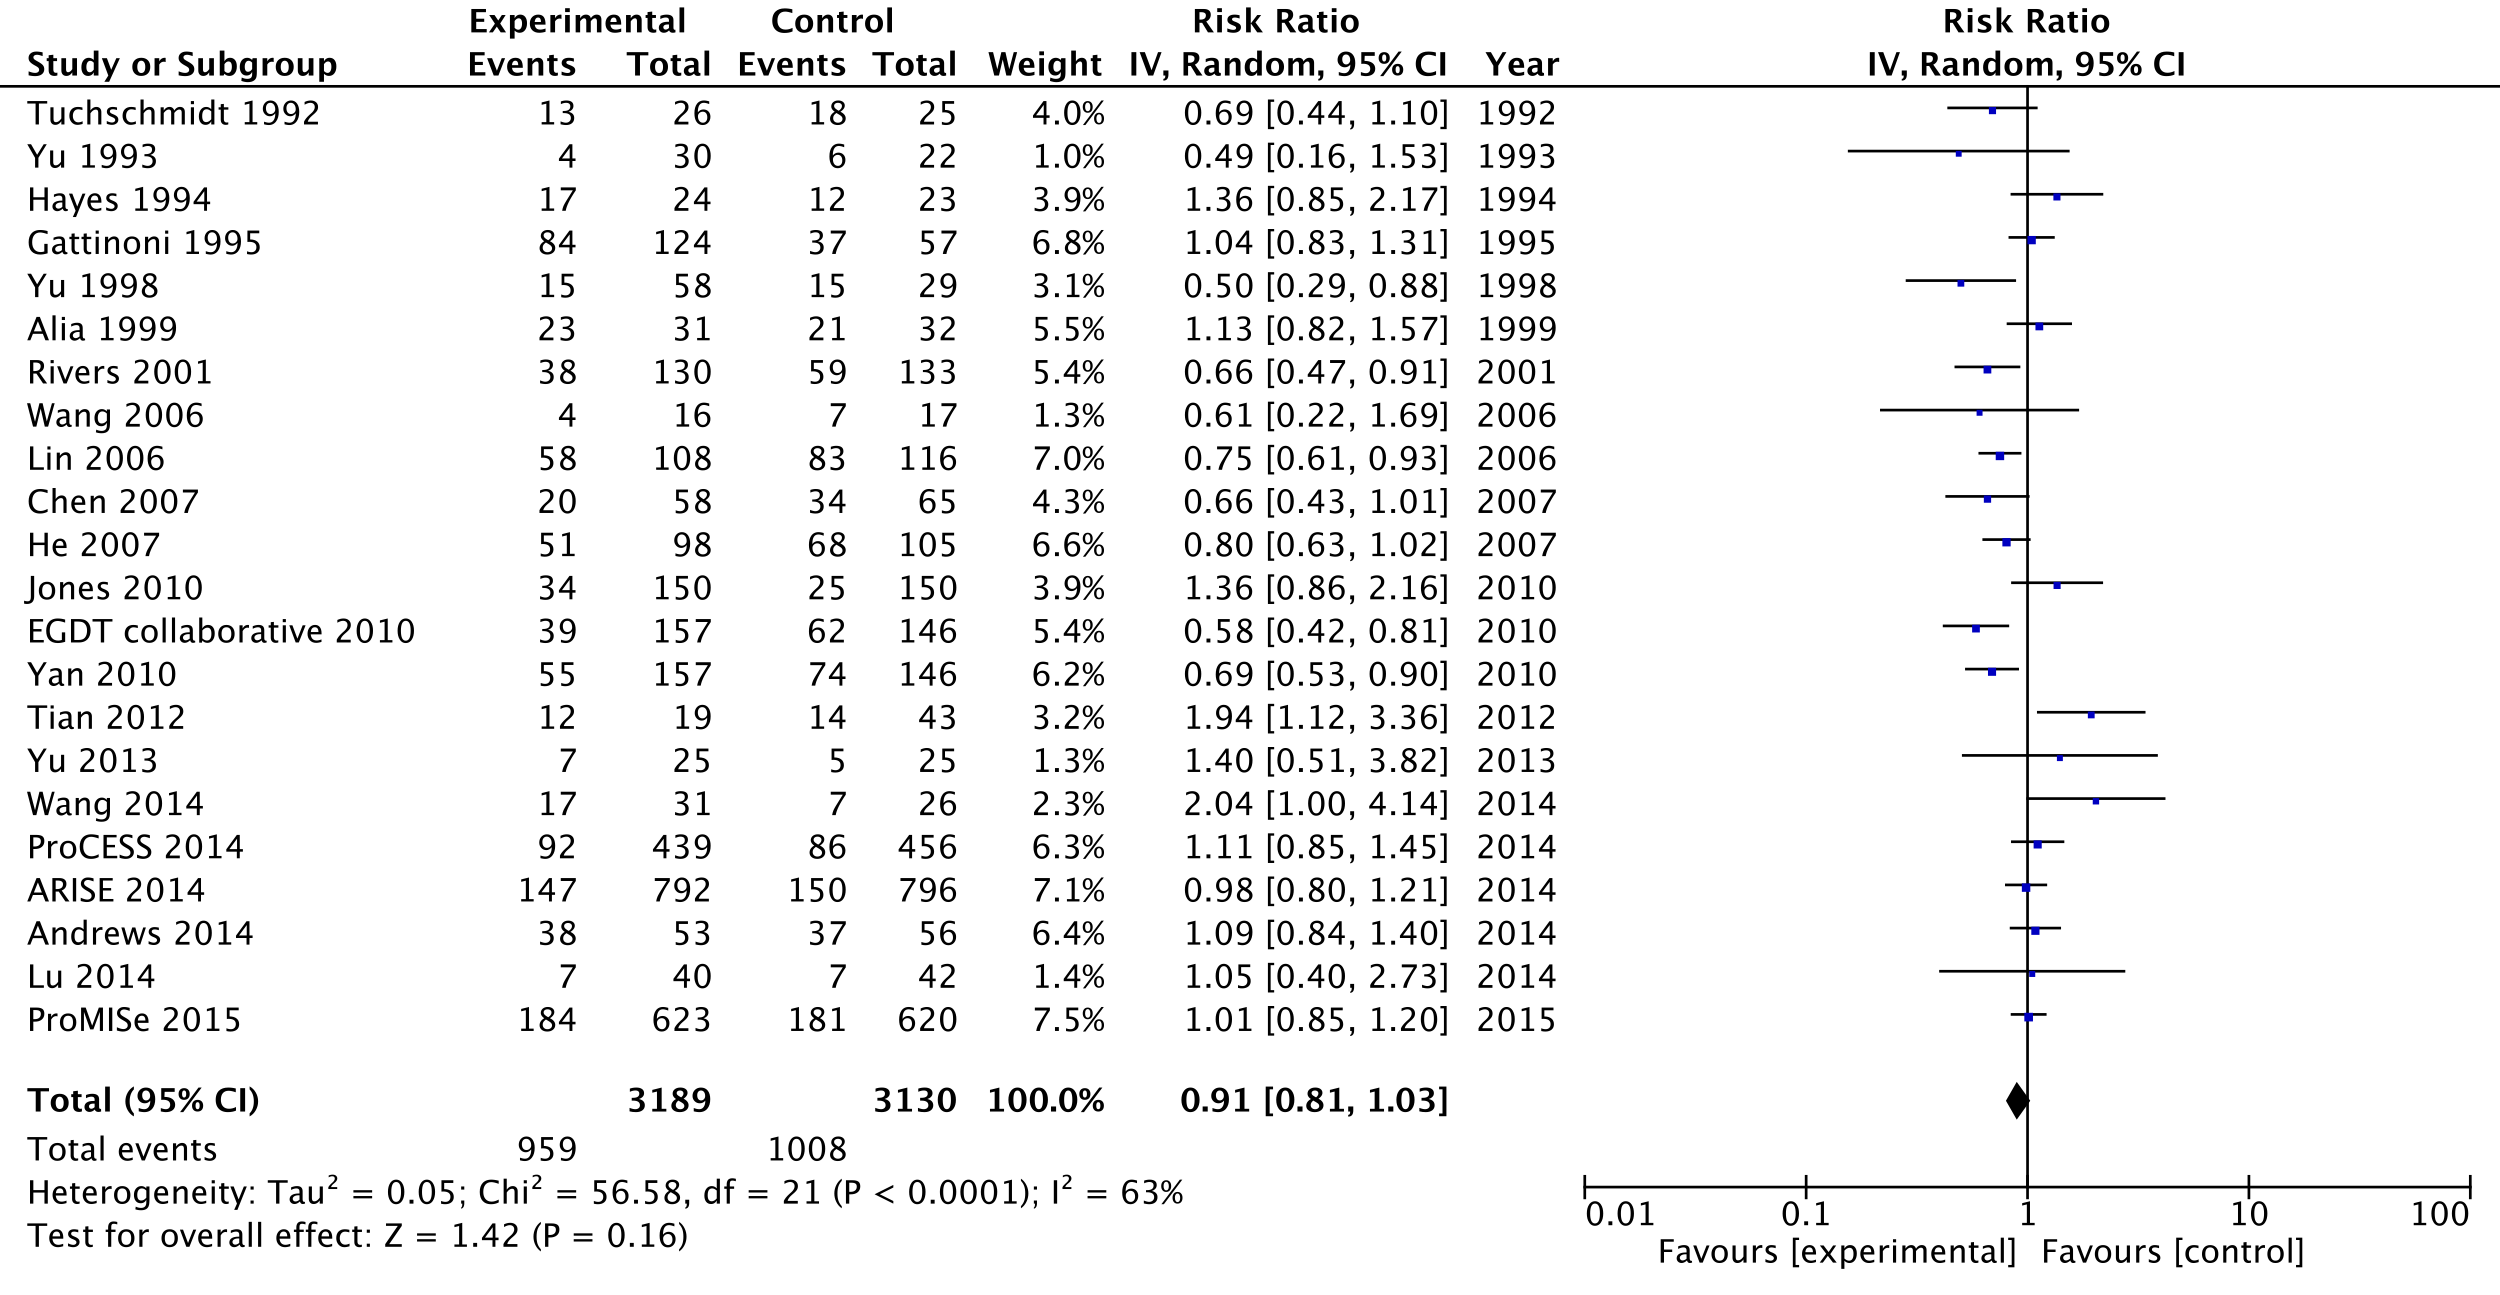 Experimental Control Risk Ratio Risk Ratio
Study or Subgroup Events Total Events Total Weight IV, Random, 95% CI Year IV, Random, 95% CI
Tuchschmidt 1992 13 26 18 25 4.0% 0.69 [0.44, 1.10] 1992
Yu 1993 4 30 6 22 1.0% 0.49 [0.16, 1.53] 1993
Hayes 1994 17 24 12 23 3.9% 1.36 [0.85, 2.17] 1994
Gattinoni 1995 84 124 37 57 6.8% 1.04 [0.83, 1.31] 1995
Yu 1998 15 58 15 29 3.1% 0.50 [0.29, 0.88] 1998
Alia 1999 23 31 21 32 5.5% 1.13 [0.82, 1.57] 1999
Rivers 2001 38 130 59 133 5.4% 0.66 [0.47, 0.91] 2001
Wang 2006 4 16 7 17 1.3% 0.61 [0.22, 1.69] 2006
Lin 2006 58 108 83 116 7.0% 0.75 [0.61, 0.93] 2006
Chen 2007 20 58 34 65 4.3% 0.66 [0.43, 1.01] 2007
He 2007 51 98 68 105 6.6% 0.80 [0.63, 1.02] 2007
Jones 2010 34 150 25 150 3.9% 1.36 [0.86, 2.16] 2010
EGDT collaborative 2010 39 157 62 146 5.4% 0.58 [0.42, 0.81] 2010
Yan 2010 55 157 74 146 6.2% 0.69 [0.53, 0.90] 2010
Tian 2012 12 19 14 43 3.2% 1.94 [1.12, 3.36] 2012
Yu 2013 7 25 5 25 1.3% 1.40 [0.51, 3.82] 2013
Wang 2014 17 31 7 26 2.3% 2.04 [1.00, 4.14] 2014
ProCESS 2014 92 439 86 456 6.3% 1.11 [0.85, 1.45] 2014
ARISE 2014 147 792 150 796 7.1% 0.98 [0.80, 1.21] 2014
Andrews 2014 38 53 37 56 6.4% 1.09 [0.84, 1.40] 2014
Lu 2014 7 40 7 42 1.4% 1.05 [0.40, 2.73] 2014
ProMISe 2015 184 623 181 620 7.5% 1.01 [0.85, 1.20] 2015
Total (95% CI) 3189 3130 100.0% 0.91 [0.81, 1.03]
Total events 959 1008
Heterogeneity: Tau² = 0.05; Chi² = 56.58, df = 21 (P < 0.0001); I² = 63%
Test for overall effect: Z = 1.42 (P = 0.16)
0.01 0.1 1 10 100
Favours [experimental] Favours [control]